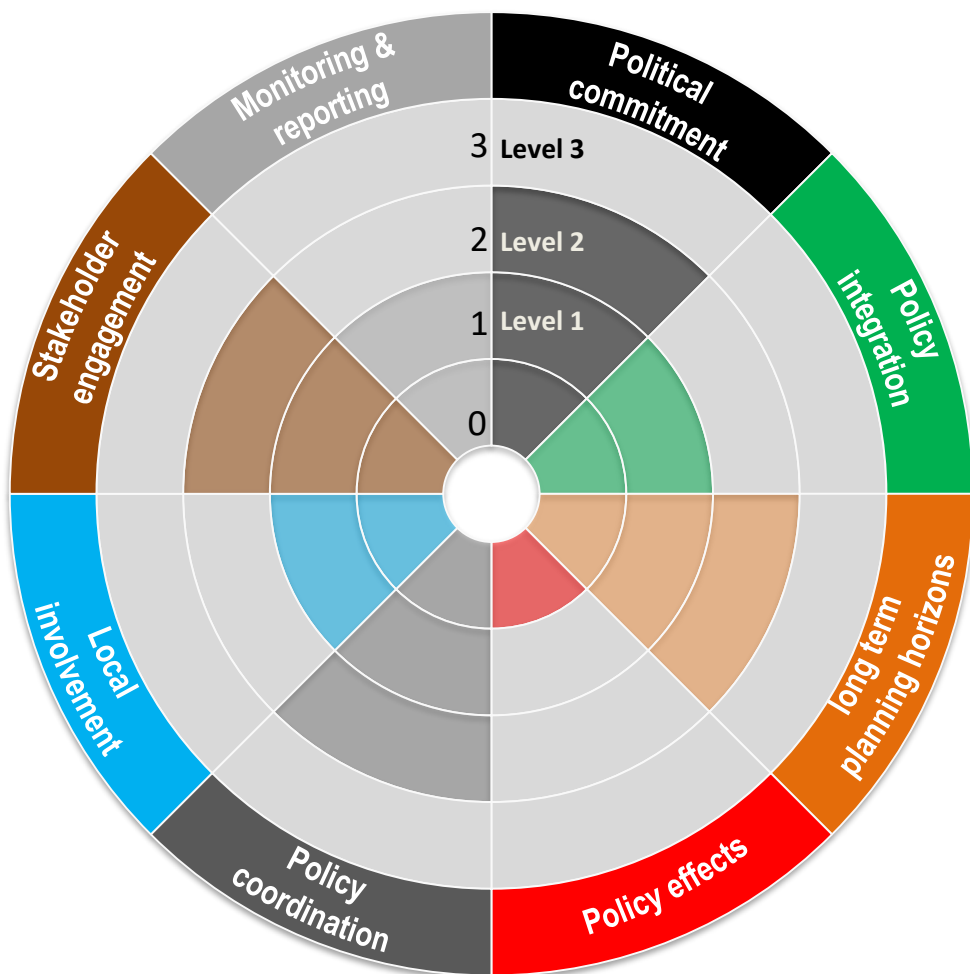 Monitoring &
reporting
Political
commitment
Policy
integration
long term
planning horizons
Policy effects
Policy
coordination
Local
involvement
Stakeholder
engagement
3 Level 3
2 Level 2
1 Level 1
0